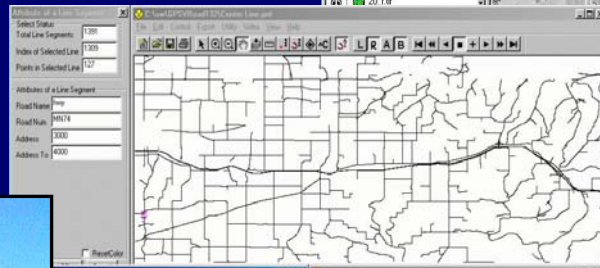 Attributes of a Line Segment
Select Status
Total Line Segments: 1391
Index of Selected Line: 1309
Points in Selected Line: 127
Attributes of a Line Segment
Road Name: hwy
Road Num: MN74
Address: 3000
Address To: 4000
ResetColor
File Edit Control Export Utility Video View Help
L R A B